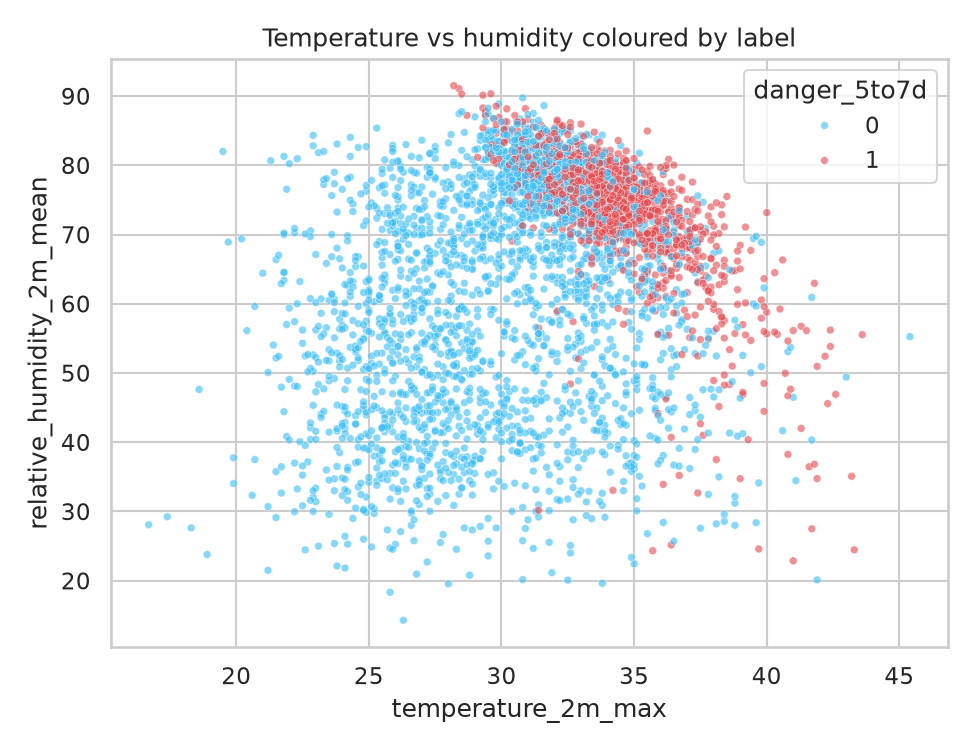 Temperature vs humidity coloured by label
danger_5to7d
0
1
90
80
70
60
50
40
30
20
relative_humidity_2m_mean
20 25 30 35 40 45
temperature_2m_max